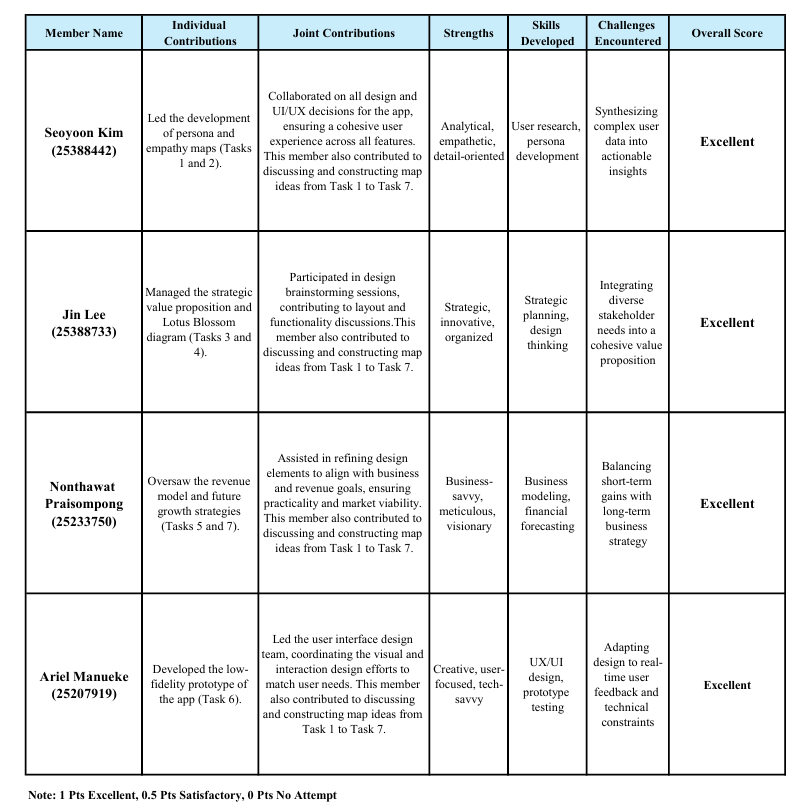 Member Name
Individual
Contributions
Joint Contributions
Strengths
Skills
Developed
Challenges
Encountered
Overall Score
Seoyoon Kim
(25388442)
Led the development
of persona and
empathy maps (Tasks
1 and 2).
Collaborated on all design and
UI/UX decisions for the app,
ensuring a cohesive user
experience across all features.
This member also contributed to
discussing and constructing map
ideas from Task 1 to Task 7.
Analytical,
empathetic,
detail-oriented
User research,
persona
development
Synthesizing
complex user
data into
actionable
insights
Excellent
Jin Lee
(25388733)
Managed the strategic
value proposition and
Lotus Blossom
diagram (Tasks 3 and
4).
Participated in design
brainstorming sessions,
contributing to layout and
functionality discussions.This
member also contributed to
discussing and constructing map
ideas from Task 1 to Task 7.
Strategic,
innovative,
organized
Strategic
planning,
design
thinking
Integrating
diverse
stakeholder
needs into a
cohesive value
proposition
Excellent
Nonthawat
Praisompong
(25233750)
Oversaw the revenue
model and future
growth strategies
(Tasks 5 and 7).
Assisted in refining design
elements to align with business
and revenue goals, ensuring
practicality and market viability.
This member also contributed to
discussing and constructing map
ideas from Task 1 to Task 7.
Business-
savvy,
meticulous,
visionary
Business
modeling,
financial
forecasting
Balancing
short-term
gains with
long-term
business
strategy
Excellent
Ariel Manueke
(25207919)
Developed the low-
fidelity prototype of
the app (Task 6).
Led the user interface design
team, coordinating the visual and
interaction design efforts to
match user needs. This member
also contributed to discussing
and constructing map ideas from
Task 1 to Task 7.
Creative, user-
focused, tech-
savvy
UX/UI
design,
prototype
testing
Adapting
design to real-
time user
feedback and
technical
constraints
Excellent
Note: 1 Pts Excellent, 0.5 Pts Satisfactory, 0 Pts No Attempt